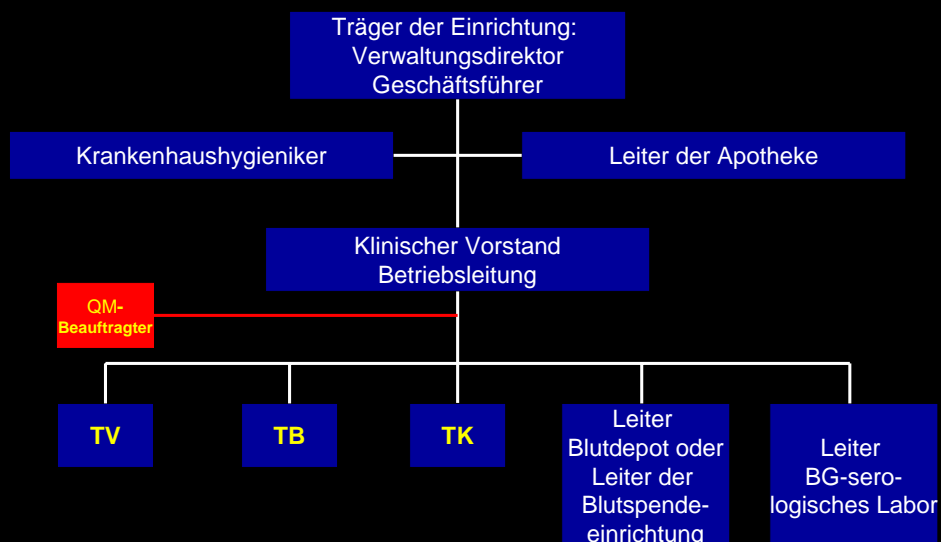 Träger der Einrichtung:
Verwaltungsdirektor
Geschäftsführer
Krankenhaushygieniker
Leiter der Apotheke
Klinischer Vorstand
Betriebsleitung
QM-
Beauftragter
TV
TB
TK
Leiter
Blutdepot oder
Leiter der
Blutspende-
einrichtung
Leiter
BG-sero-
logisches Labor